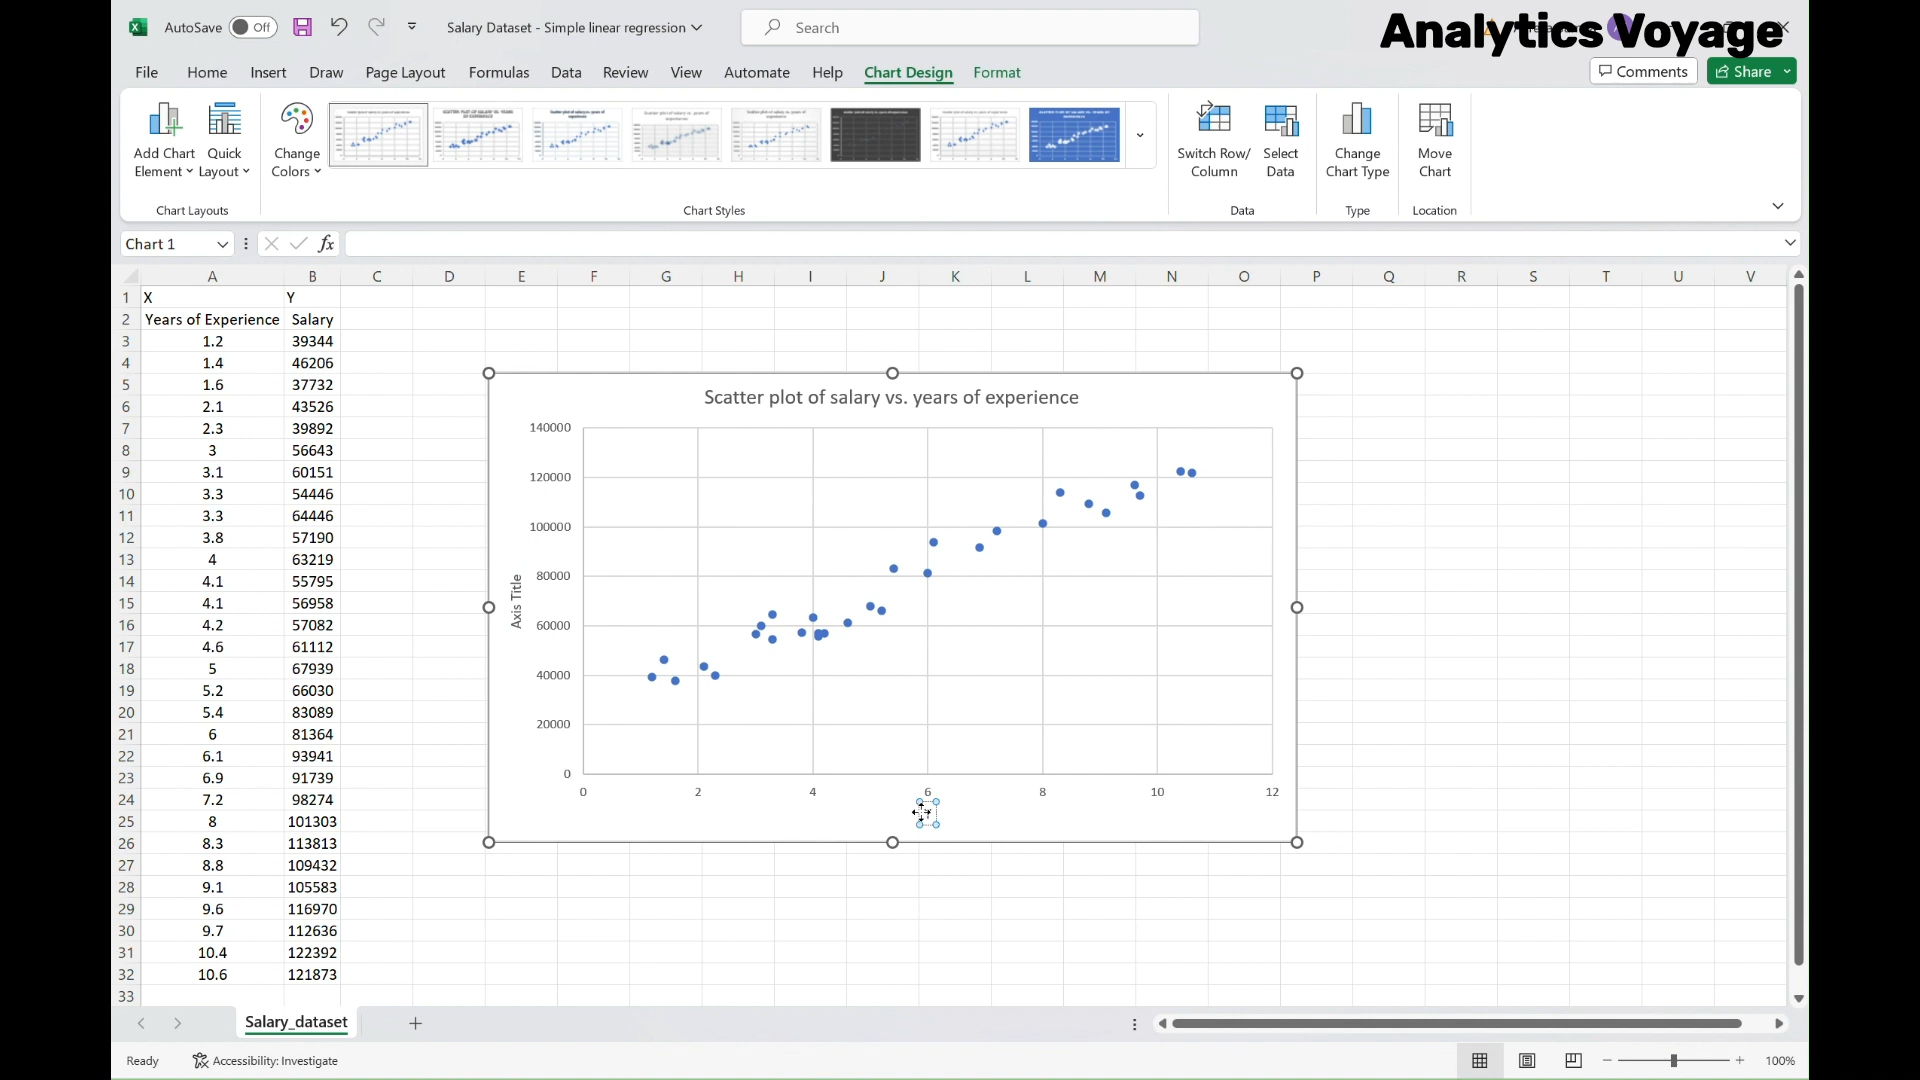 AutoSave Off Salary Dataset - Simple linear regression Search Analytics Voyage
File Home Insert Draw Page Layout Formulas Data Review View Automate Help Chart Design Format Comments Share
Add Chart Element Quick Layout Change Colors Switch Row/Column Select Data Change Chart Type Move Chart
Chart Layouts Chart Styles Data Type Location
Chart 1 fx
A B C D E F G H I J K L M N O P Q R S T U V
1 X Y
2 Years of Experience Salary
3 1.2 39344
4 1.4 46206
5 1.6 37732
6 2.1 43526
7 2.3 39892
8 3 56643
9 3.1 60151
10 3.3 54446
11 3.3 64446
12 3.8 57190
13 4 63219
14 4.1 55795
15 4.1 56958
16 4.2 57082
17 4.6 61112
18 5 67939
19 5.2 66030
20 5.4 83089
21 6 81364
22 6.1 93941
23 6.9 91739
24 7.2 98274
25 8 101303
26 8.3 113813
27 8.8 109432
28 9.1 105583
29 9.6 116970
30 9.7 112636
31 10.4 122392
32 10.6 121873
33
Scatter plot of salary vs. years of experience
140000
120000
100000
80000
60000
40000
20000
0
Axis Title
0 2 4 6 8 10 12
Salary_dataset
Ready Accessibility: Investigate 100%